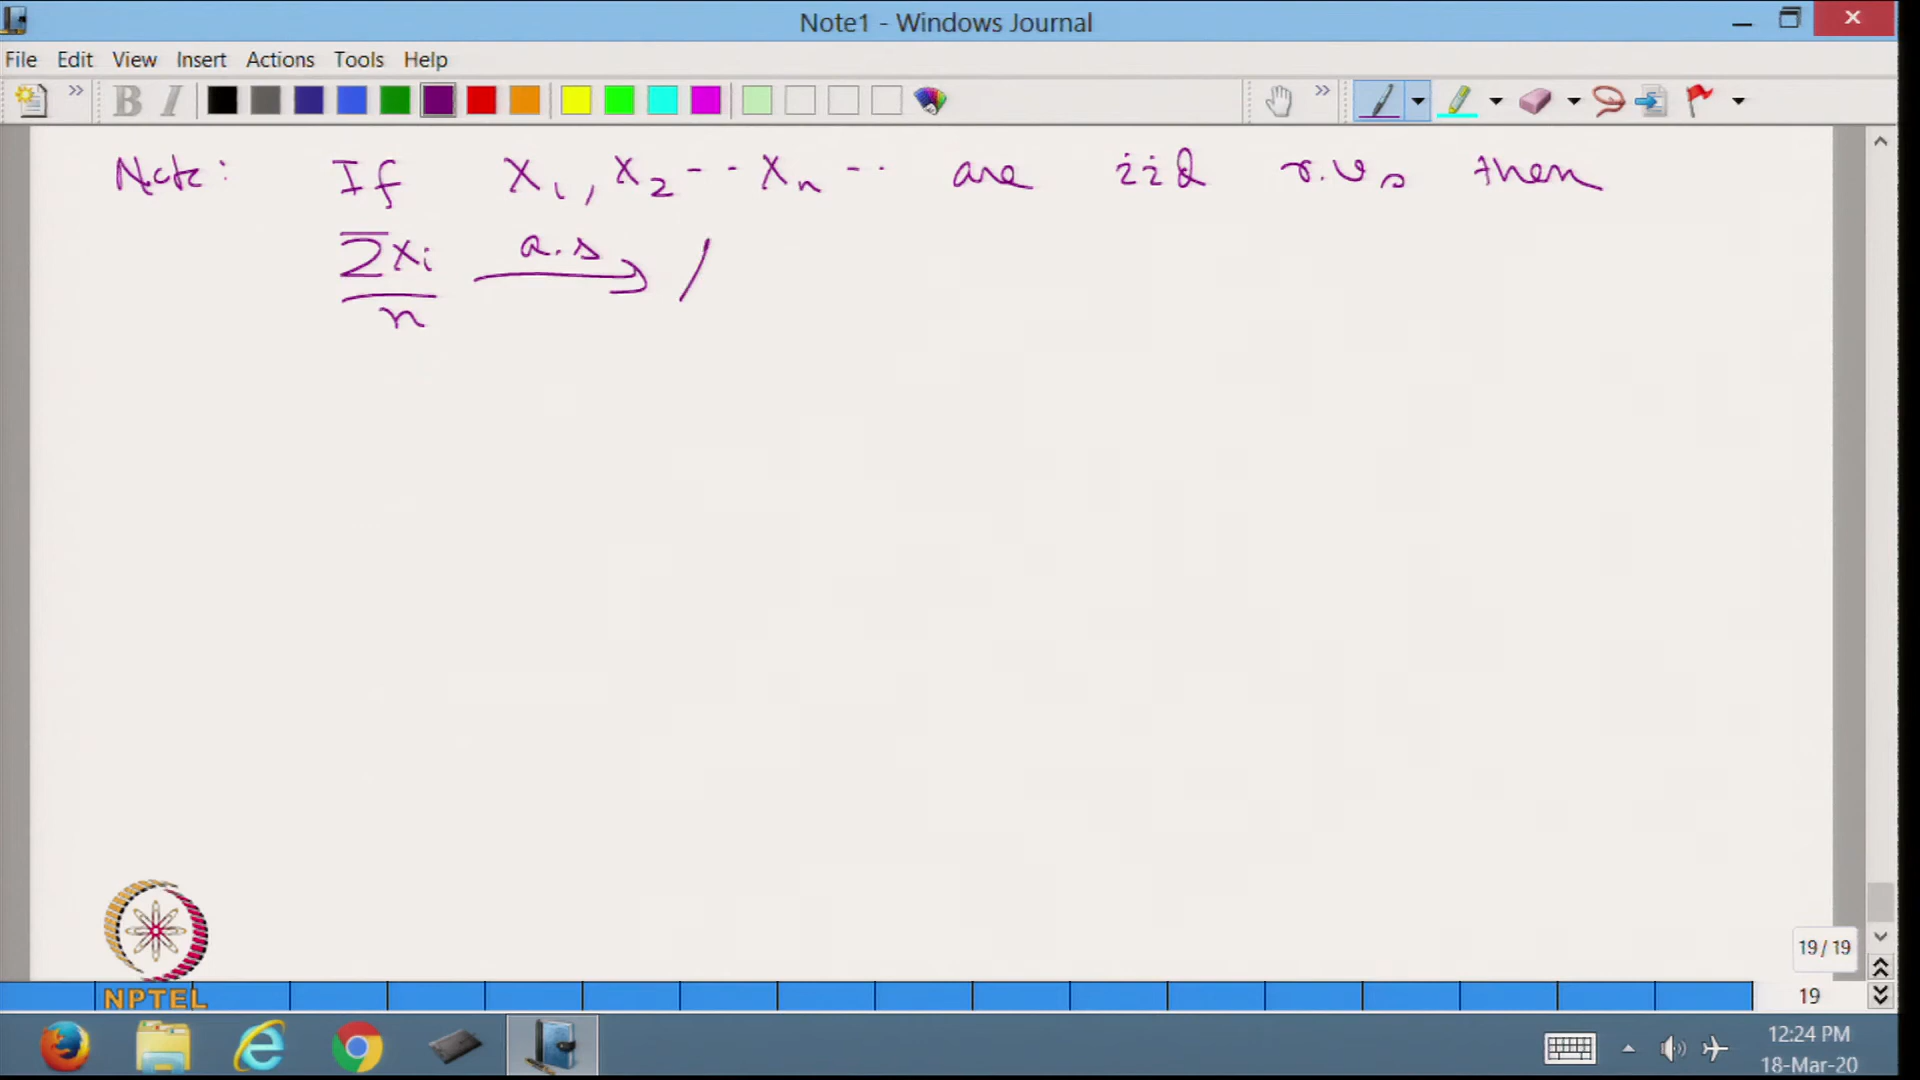 Note1 - Windows Journal
File Edit View Insert Actions Tools Help
B I
Note: If X₁, X₂ -- Xₙ -- are iid r.v.s then
ΣXi a.s /
n
19 / 19
NPTEL
19
12:24 PM
18-Mar-20